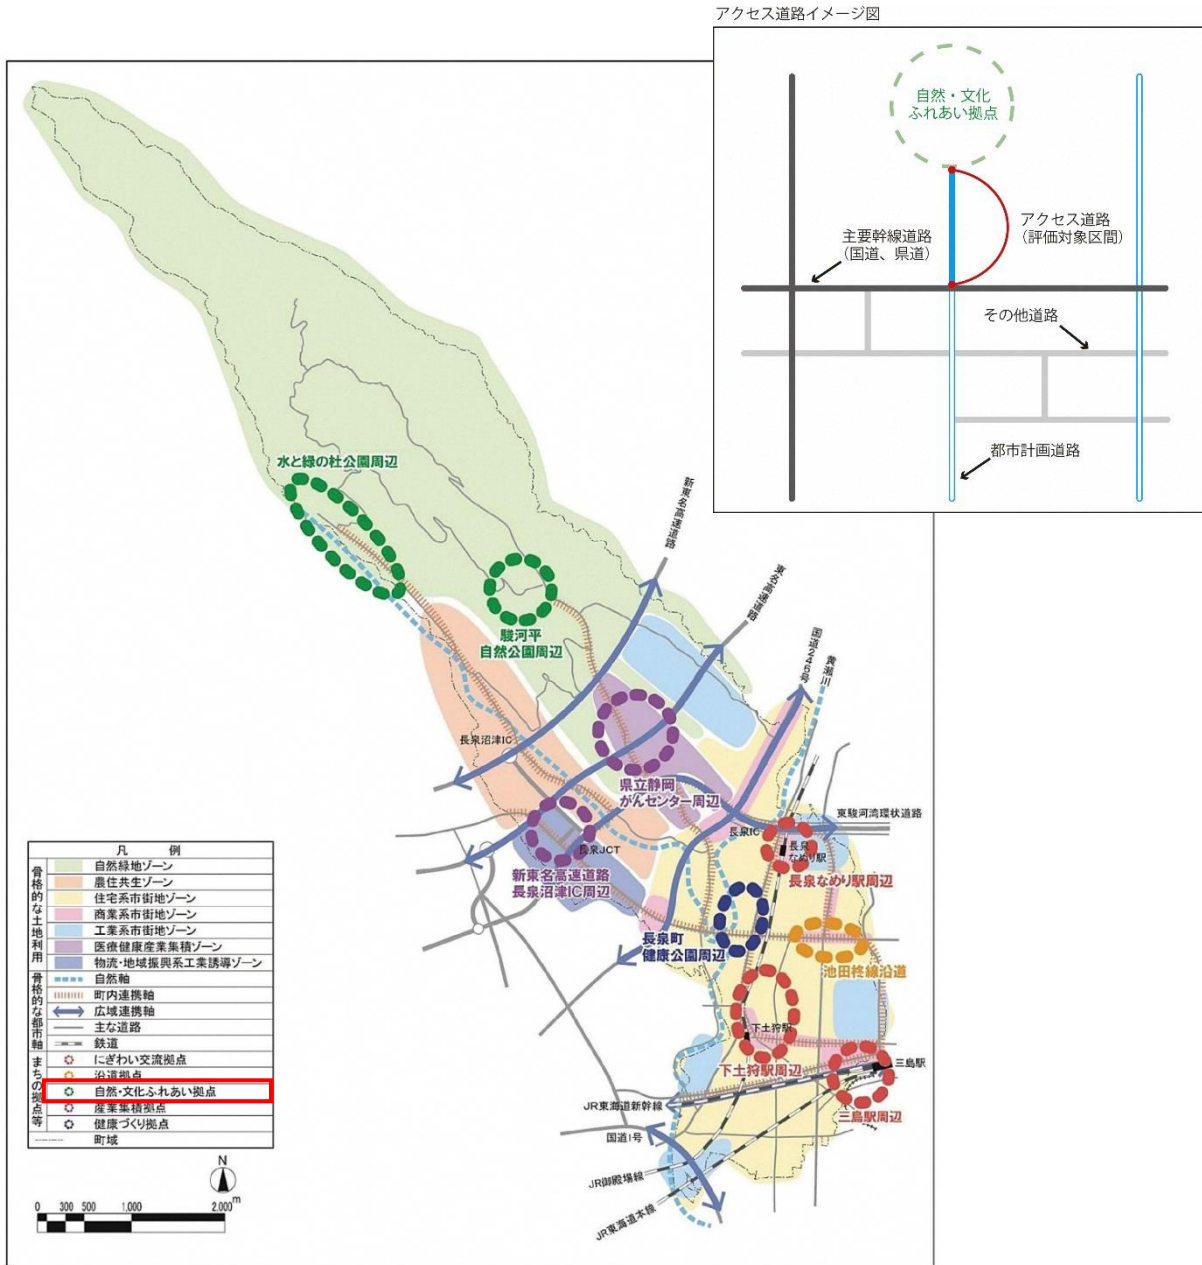 アクセス道路イメージ図
自然・文化
ふれあい拠点
アクセス道路
（評価対象区間）
主要幹線道路
（国道、県道）
その他道路
都市計画道路
水と緑の杜公園周辺
新東名高速道路
駿河平
自然公園周辺
東名高速道路
国道246号
黄瀬川
長泉沼津IC
県立静岡
がんセンター周辺
東駿河湾環状道路
長泉IC
長泉
なめり駅
長泉JCT
長泉なめり駅周辺
新東名高速道路
長泉沼津IC周辺
長泉町
健康公園周辺
池田柊線沿道
下土狩駅
下土狩駅周辺
三島駅
三島駅周辺
JR東海道新幹線
国道1号
JR御殿場線
JR東海道本線
凡例
骨格的な土地利用
自然緑地ゾーン
農住共生ゾーン
住宅系市街地ゾーン
商業系市街地ゾーン
工業系市街地ゾーン
医療健康産業集積ゾーン
物流・地域振興系工業誘導ゾーン
骨格的な都市軸
自然軸
町内連携軸
広域連携軸
主な道路
鉄道
まちの拠点等
にぎわい交流拠点
沿道拠点
自然・文化ふれあい拠点
産業集積拠点
健康づくり拠点
町域
N
0 300 500 1,000 2,000 m